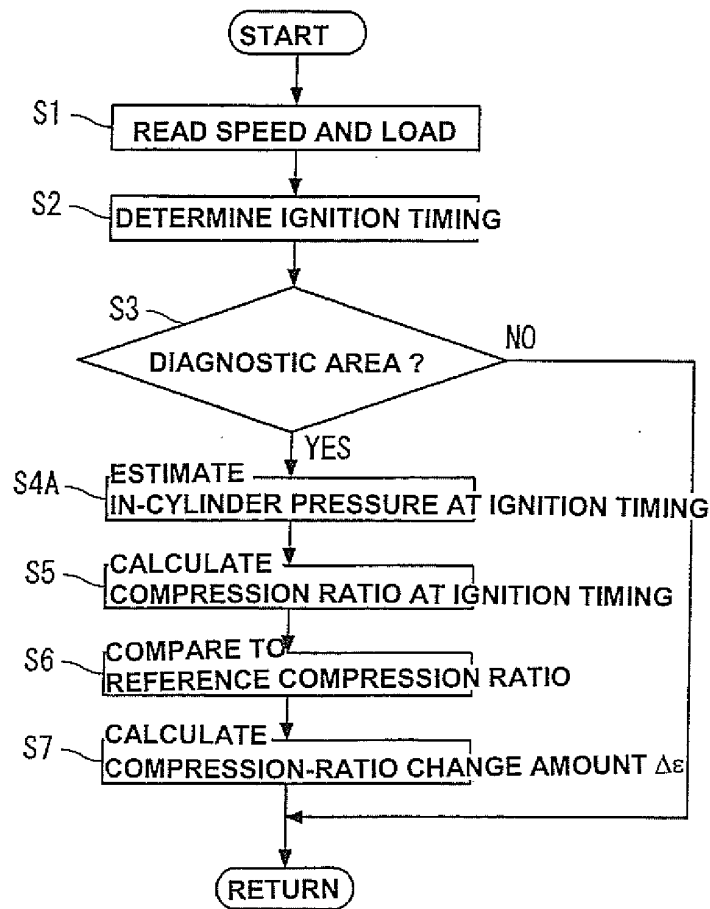 START
S1
READ SPEED AND LOAD
S2
DETERMINE IGNITION TIMING
S3
DIAGNOSTIC AREA ?
NO
YES
S4A
ESTIMATE
IN-CYLINDER PRESSURE AT IGNITION TIMING
S5
CALCULATE
COMPRESSION RATIO AT IGNITION TIMING
S6
COMPARE TO
REFERENCE COMPRESSION RATIO
S7
CALCULATE
COMPRESSION-RATIO CHANGE AMOUNT Δε
RETURN